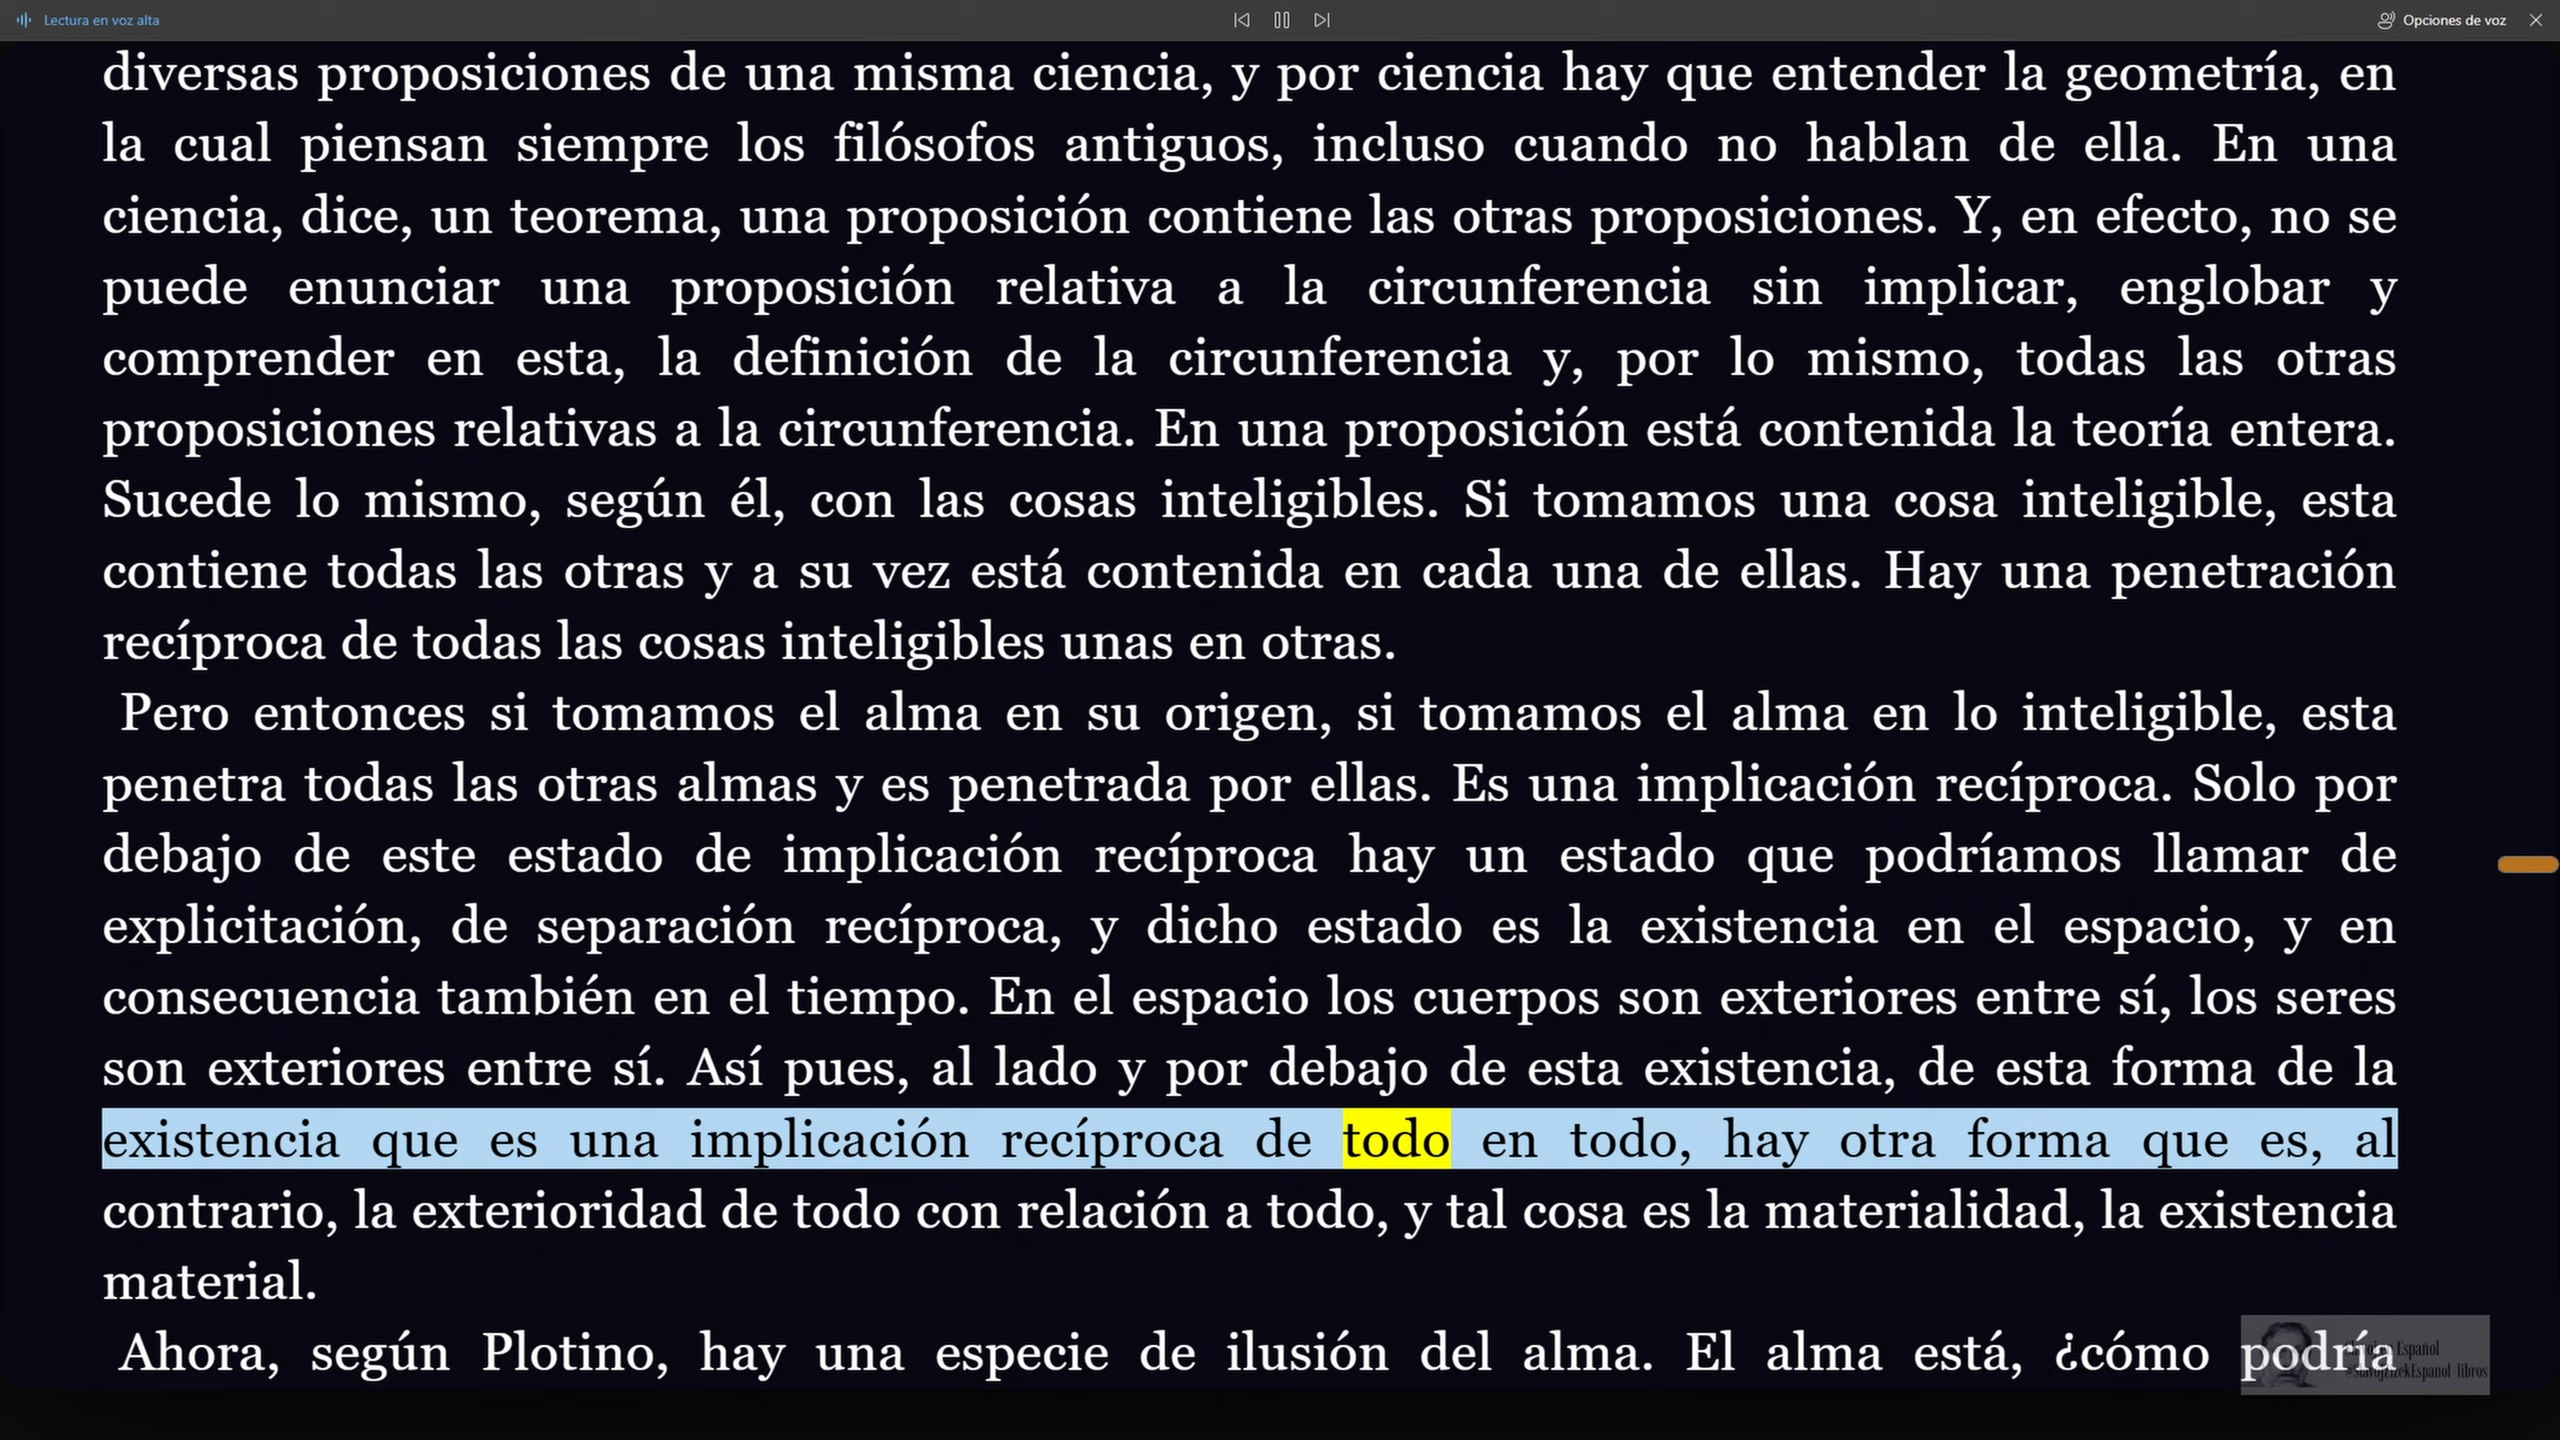 Lectura en voz alta
Opciones de voz
diversas proposiciones de una misma ciencia, y por ciencia hay que entender la geometría, en
la cual piensan siempre los filósofos antiguos, incluso cuando no hablan de ella. En una
ciencia, dice, un teorema, una proposición contiene las otras proposiciones. Y, en efecto, no se
puede enunciar una proposición relativa a la circunferencia sin implicar, englobar y
comprender en esta, la definición de la circunferencia y, por lo mismo, todas las otras
proposiciones relativas a la circunferencia. En una proposición está contenida la teoría entera.
Sucede lo mismo, según él, con las cosas inteligibles. Si tomamos una cosa inteligible, esta
contiene todas las otras y a su vez está contenida en cada una de ellas. Hay una penetración
recíproca de todas las cosas inteligibles unas en otras.
Pero entonces si tomamos el alma en su origen, si tomamos el alma en lo inteligible, esta
penetra todas las otras almas y es penetrada por ellas. Es una implicación recíproca. Solo por
debajo de este estado de implicación recíproca hay un estado que podríamos llamar de
explicitación, de separación recíproca, y dicho estado es la existencia en el espacio, y en
consecuencia también en el tiempo. En el espacio los cuerpos son exteriores entre sí, los seres
son exteriores entre sí. Así pues, al lado y por debajo de esta existencia, de esta forma de la
existencia que es una implicación recíproca de todo en todo, hay otra forma que es, al
contrario, la exterioridad de todo con relación a todo, y tal cosa es la materialidad, la existencia
material.
Ahora, según Plotino, hay una especie de ilusión del alma. El alma está, ¿cómo podría
Español